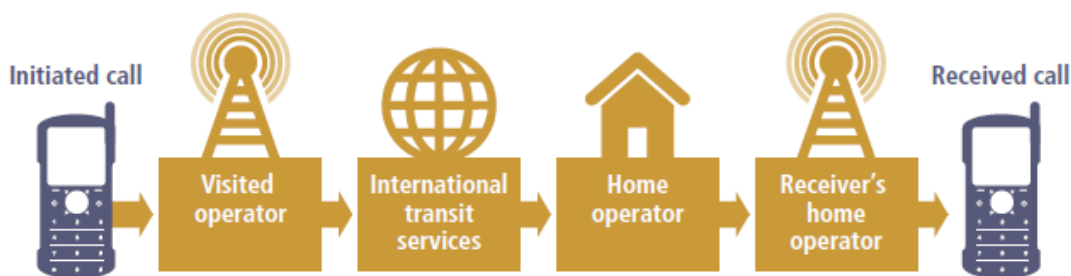 Initiated call
Received call
Visited
operator
International
transit
services
Home
operator
Receiver's
home
operator